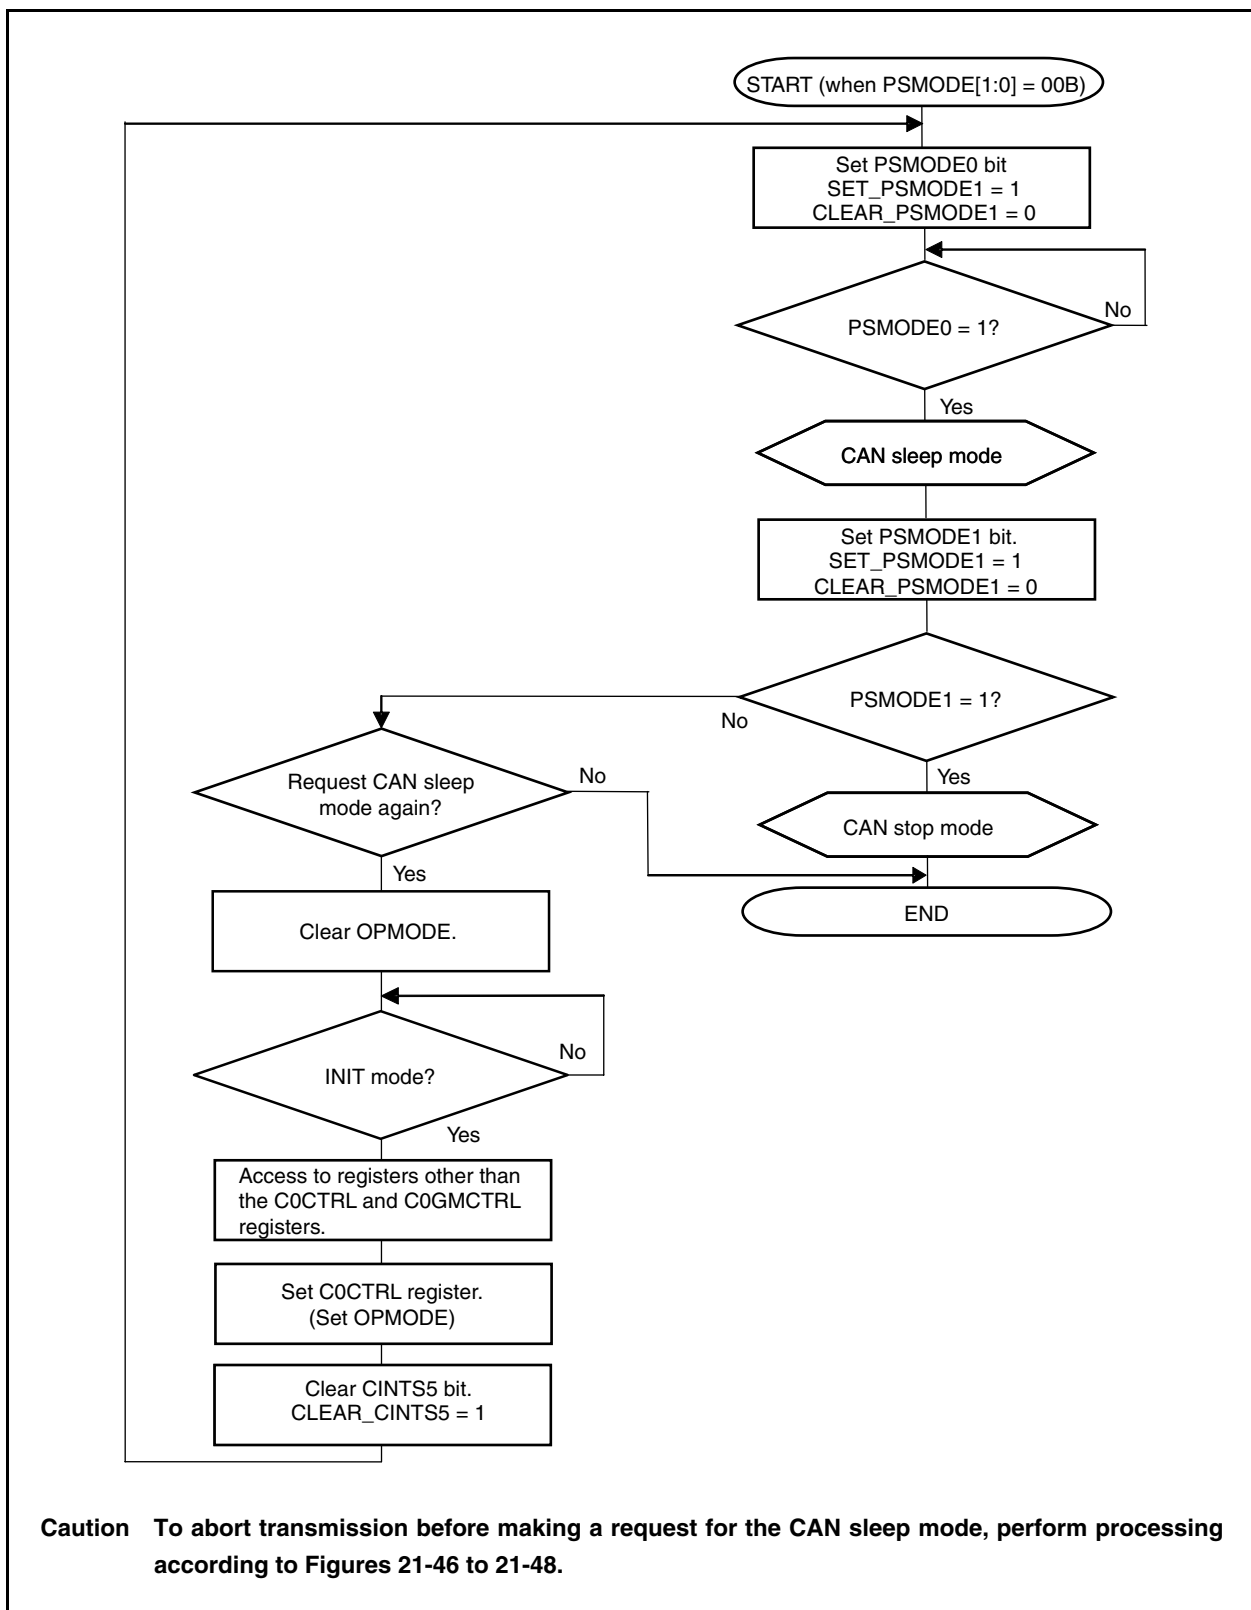 START (when PSMODE[1:0] = 00B)
Set PSMODE0 bit
SET_PSMODE1 = 1
CLEAR_PSMODE1 = 0
PSMODE0 = 1?
No
Yes
CAN sleep mode
Set PSMODE1 bit.
SET_PSMODE1 = 1
CLEAR_PSMODE1 = 0
PSMODE1 = 1?
No
Yes
CAN stop mode
END
Request CAN sleep
mode again?
No
Yes
Clear OPMODE.
INIT mode?
No
Yes
Access to registers other than
the C0CTRL and C0GMCTRL
registers.
Set C0CTRL register.
(Set OPMODE)
Clear CINTS5 bit.
CLEAR_CINTS5 = 1
Caution To abort transmission before making a request for the CAN sleep mode, perform processing
according to Figures 21-46 to 21-48.